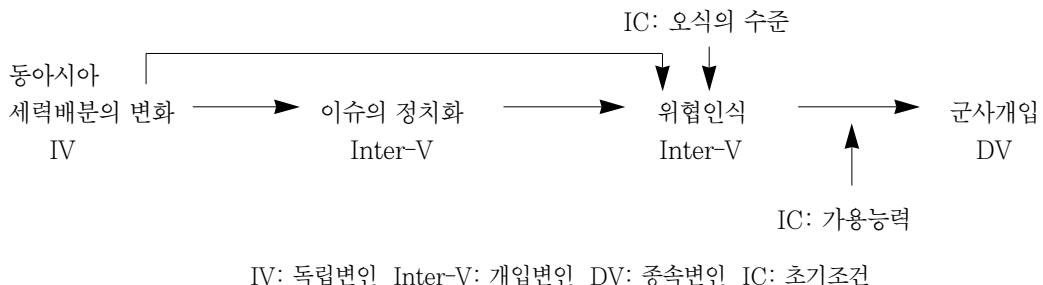 IC: 오식의 수준
동아시아
세력배분의 변화 이슈의 정치화 위협인식 군사개입
IV Inter-V Inter-V DV
IC: 가용능력
IV: 독립변인 Inter-V: 개입변인 DV: 종속변인 IC: 초기조건